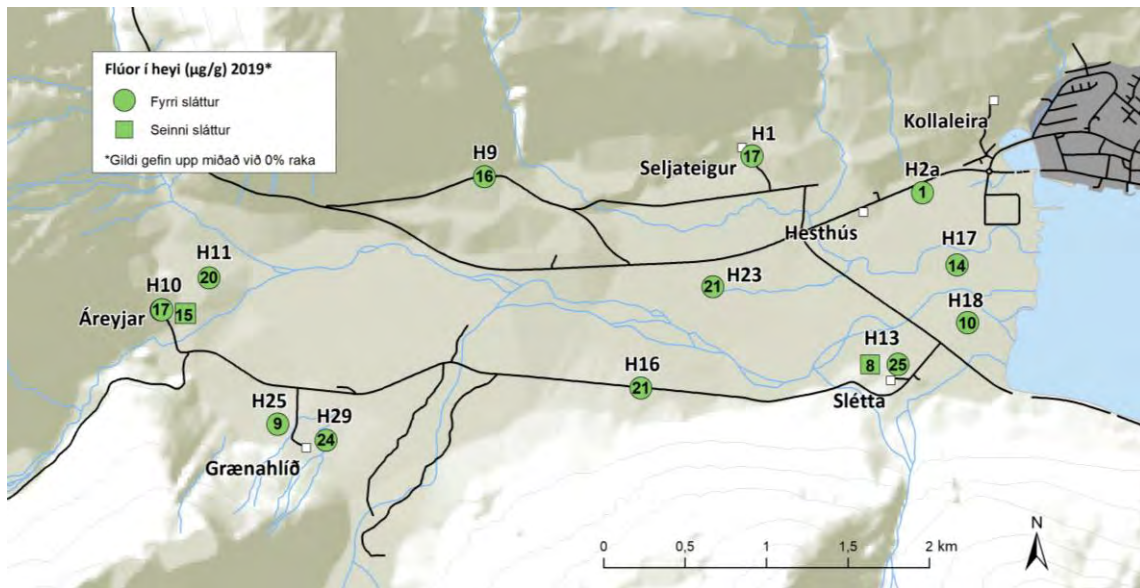 Flúor í heyi (µg/g) 2019*
Fyrri sláttur
Seinni sláttur
*Gildi gefin upp miðað við 0% raka
Kollaleira
H1
17
Seljateigur
H9
16
H2a
1
Hesthús
H17
14
H11
20
H23
21
H10
17
15
Áreyjar
H18
10
H13
8
25
H16
21
Slétta
H25
9
H29
24
Grænahlíð
N
0 0,5 1 1,5 2 km